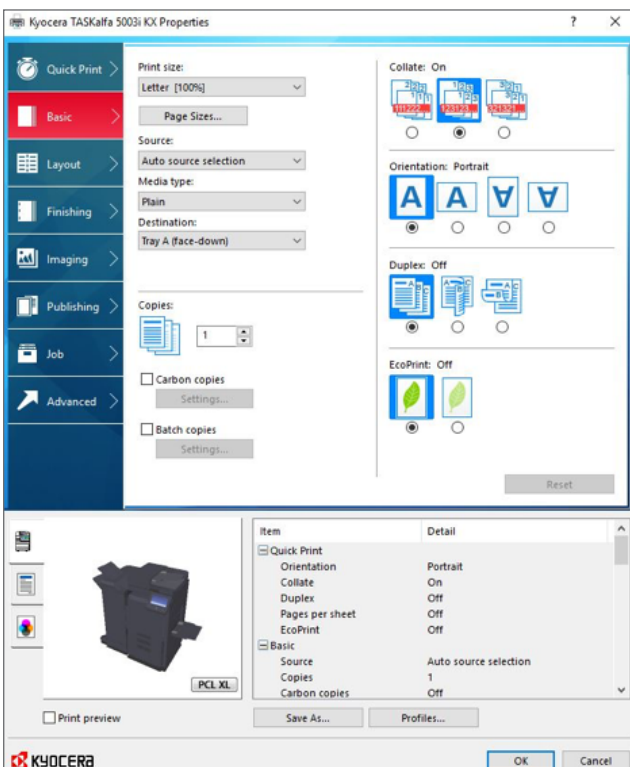 Kyocera TASKalfa 5003i KX Properties
Quick Print
Basic
Layout
Finishing
Imaging
Publishing
Job
Advanced
Print size:
Letter [100%]
Page Sizes...
Source:
Auto source selection
Media type:
Plain
Destination:
Tray A (face-down)
Copies:
1
Carbon copies
Settings...
Batch copies
Settings...
Collate: On
111222...
123123...
321321...
Orientation: Portrait
A A A A
Duplex: Off
A B C
A B C
A B C
EcoPrint: Off
Reset
PCL XL
Print preview
Item Detail
Quick Print
Orientation Portrait
Collate On
Duplex Off
Pages per sheet Off
EcoPrint Off
Basic
Source Auto source selection
Copies 1
Carbon copies Off
Save As... Profiles...
KYOCERA
OK Cancel